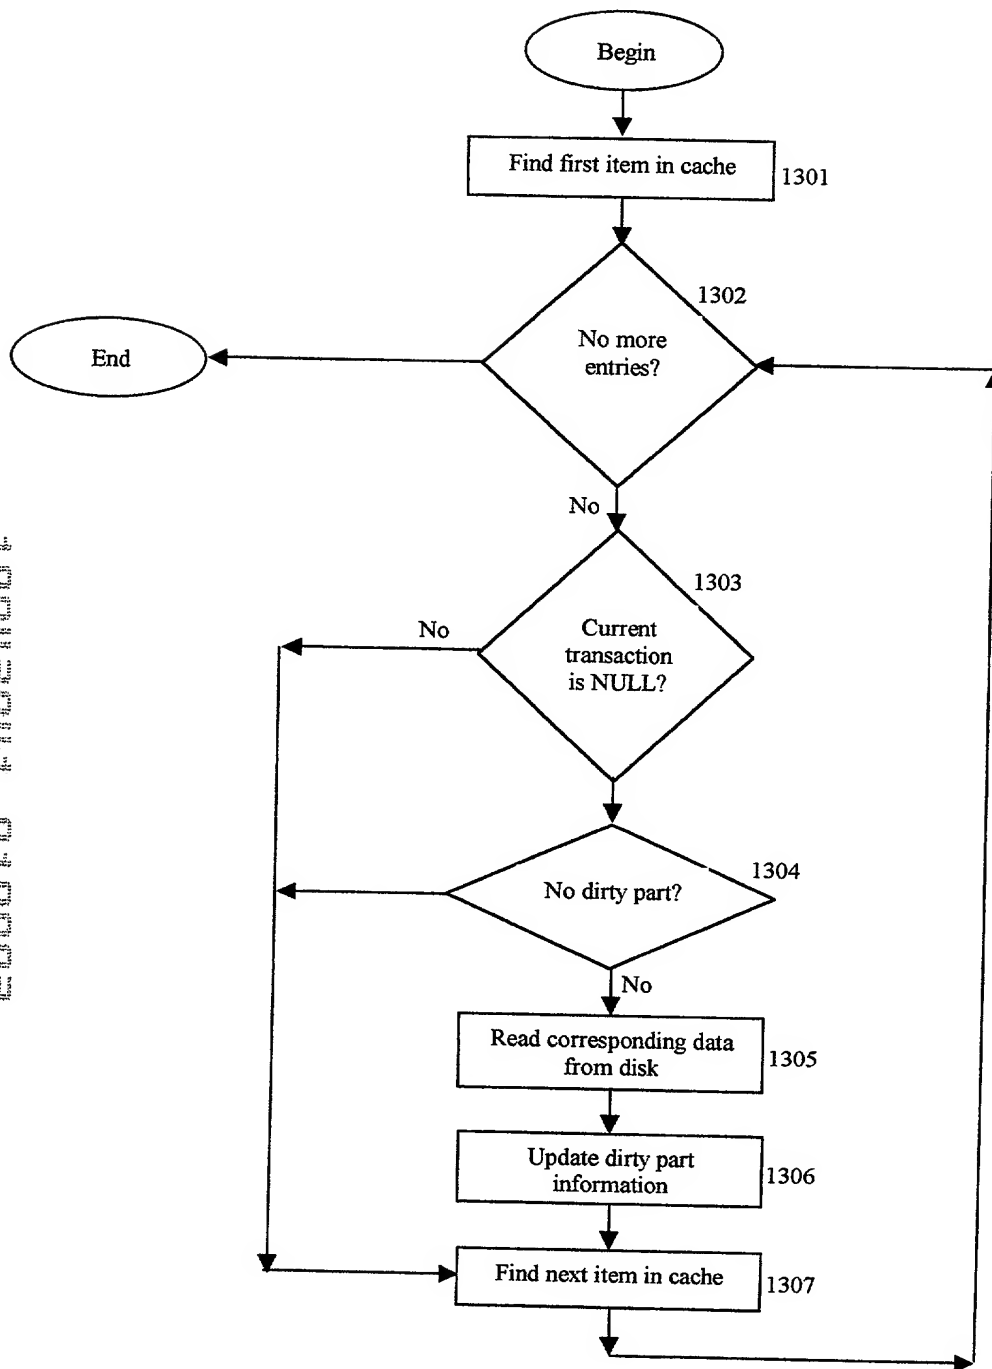 Begin
Find first item in cache
1301
1302
No more
entries?
End
No
1303
Current
transaction
is NULL?
No
1304
No dirty part?
No
Read corresponding data
from disk
1305
Update dirty part
information
1306
Find next item in cache
1307